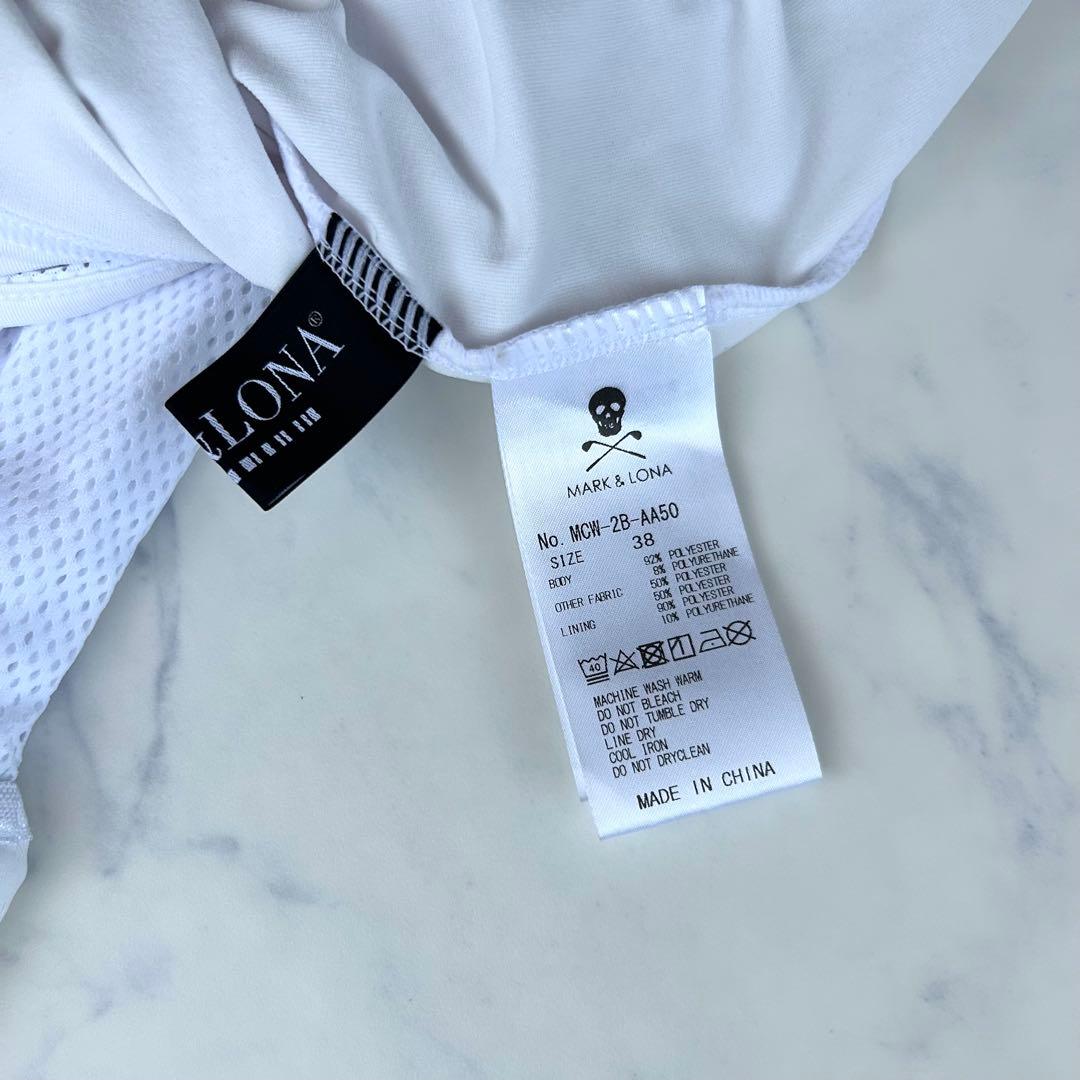 LONA®
MARK & LONA
No. MCW-2B-AA50
SIZE 38
BODY 92% POLYESTER
8% POLYURETHANE
OTHER FABRIC 50% POLYESTER
50% POLYESTER
LINING 90% POLYESTER
10% POLYURETHANE
40
MACHINE WASH WARM
DO NOT BLEACH
DO NOT TUMBLE DRY
LINE DRY
COOL IRON
DO NOT DRYCLEAN
MADE IN CHINA